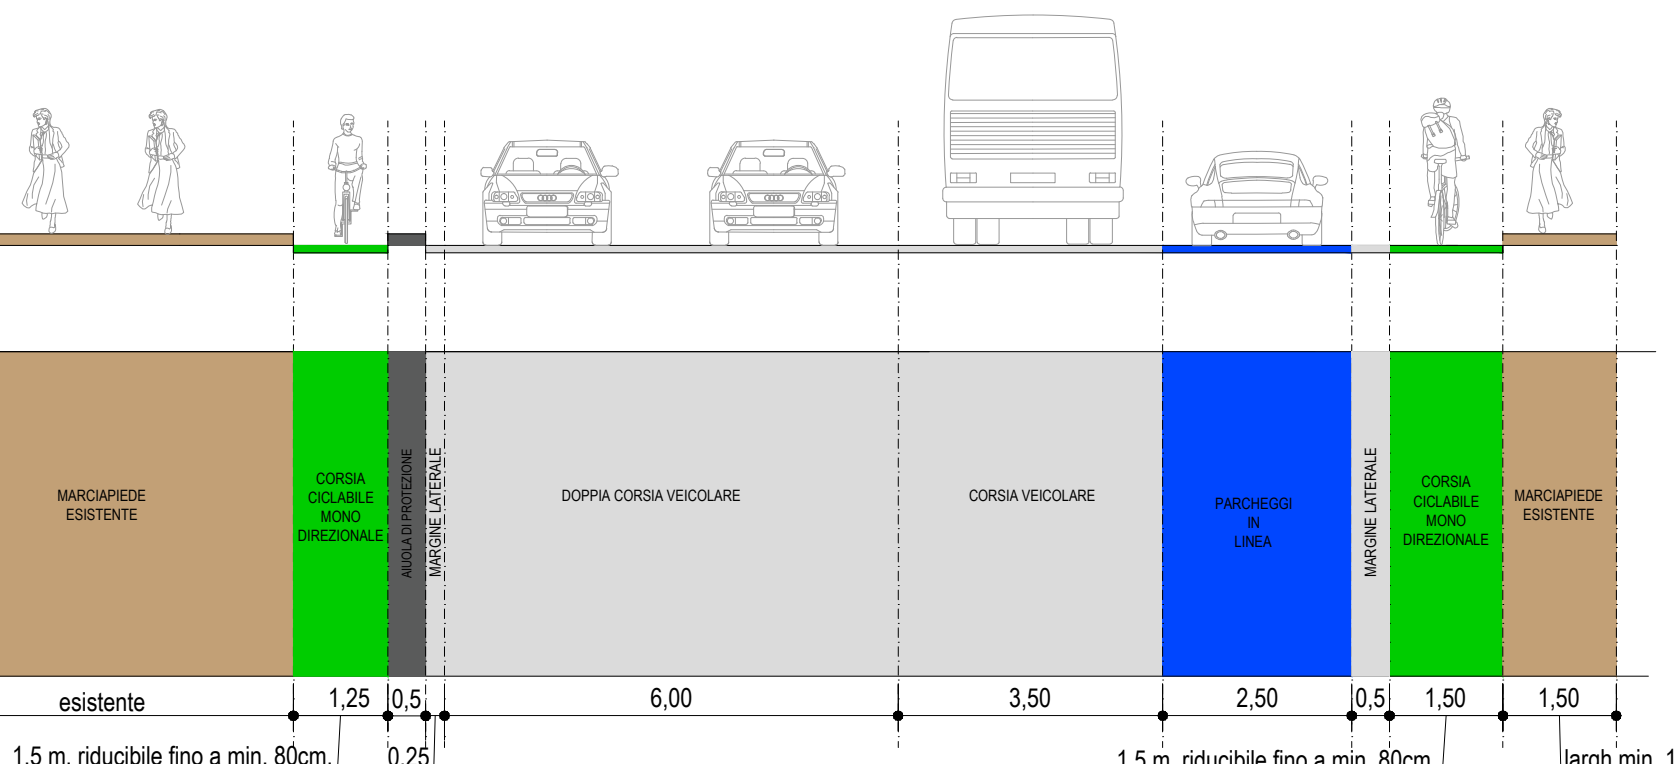 MARCIAPIEDE
ESISTENTE
CORSIA
CICLABILE
MONO
DIREZIONALE
AIUOLA DI PROTEZIONE
MARGINE LATERALE
DOPPIA CORSIA VEICOLARE
CORSIA VEICOLARE
PARCHEGGI
IN
LINEA
MARGINE LATERALE
CORSIA
CICLABILE
MONO
DIREZIONALE
MARCIAPIEDE
ESISTENTE
esistente
1,25
0,5
6,00
3,50
2,50
0,5
1,50
1,50
1,5 m. riducibile fino a min. 80cm.
0,25
1,5 m. riducibile fino a min. 80cm
largh min. 1